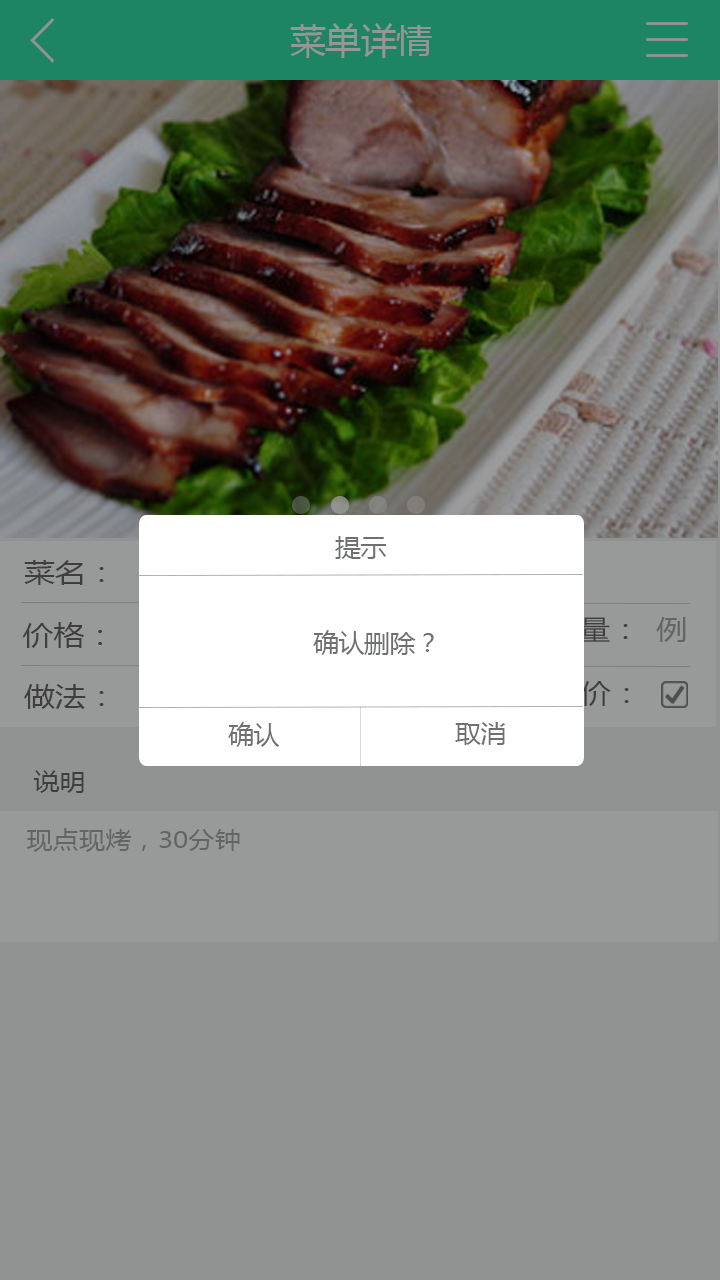 菜单详情
提示
确认删除？
确认 取消
菜名：
价格： 量： 例
做法： 价：
说明
现点现烤，30分钟